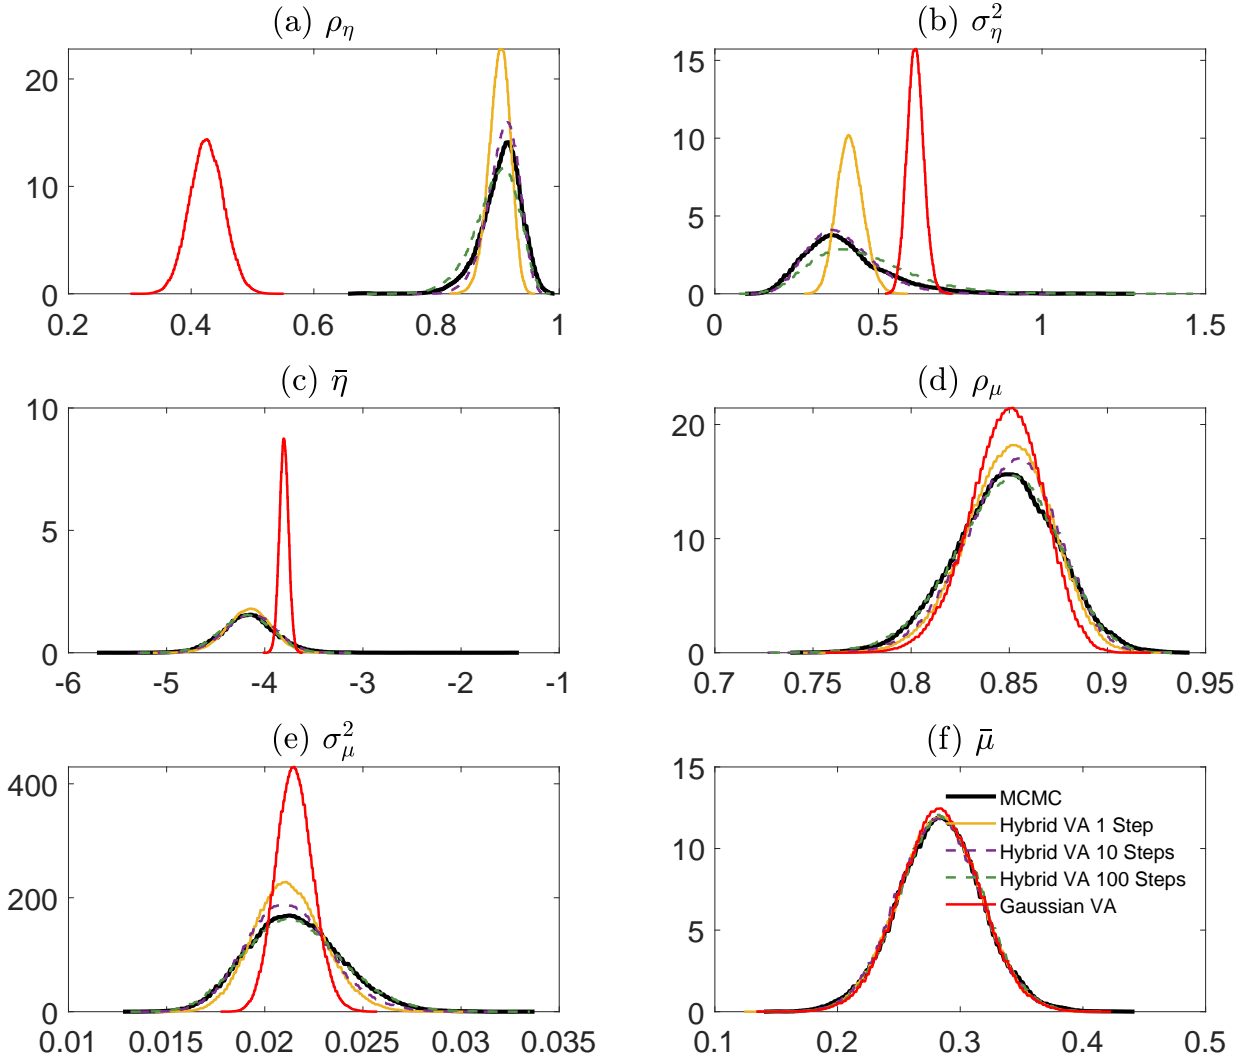 (a) ρη
20
10
0
0.2 0.4 0.6 0.8 1
(b) σ²η
15
10
5
0
0 0.5 1 1.5
(c) η̄
10
5
0
-6 -5 -4 -3 -2 -1
(d) ρμ
20
10
0
0.7 0.75 0.8 0.85 0.9 0.95
(e) σ²μ
400
200
0
0.01 0.015 0.02 0.025 0.03 0.035
(f) μ̄
15
10
5
0
0.1 0.2 0.3 0.4 0.5
MCMC
Hybrid VA 1 Step
Hybrid VA 10 Steps
Hybrid VA 100 Steps
Gaussian VA